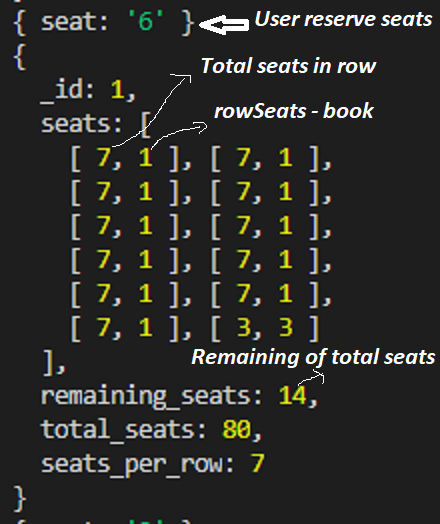 { seat: '6' } User reserve seats
{ Total seats in row
_id: 1,
seats: [ rowSeats - book
[ 7, 1 ], [ 7, 1 ],
[ 7, 1 ], [ 7, 1 ],
[ 7, 1 ], [ 7, 1 ],
[ 7, 1 ], [ 7, 1 ],
[ 7, 1 ], [ 7, 1 ],
[ 7, 1 ], [ 3, 3 ]
], Remaining of total seats
remaining_seats: 14,
total_seats: 80,
seats_per_row: 7
}